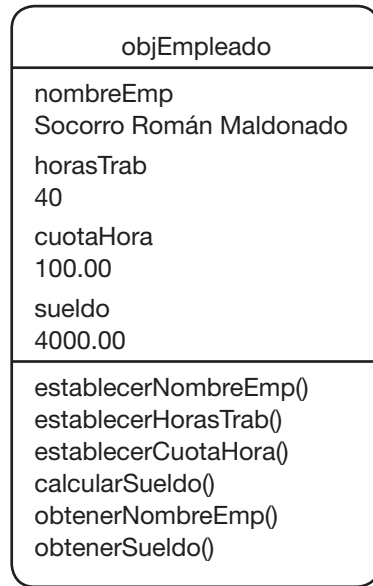 objEmpleado
nombreEmp
Socorro Román Maldonado
horasTrab
40
cuotaHora
100.00
sueldo
4000.00
establecerNombreEmp()
establecerHorasTrab()
establecerCuotaHora()
calcularSueldo()
obtenerNombreEmp()
obtenerSueldo()